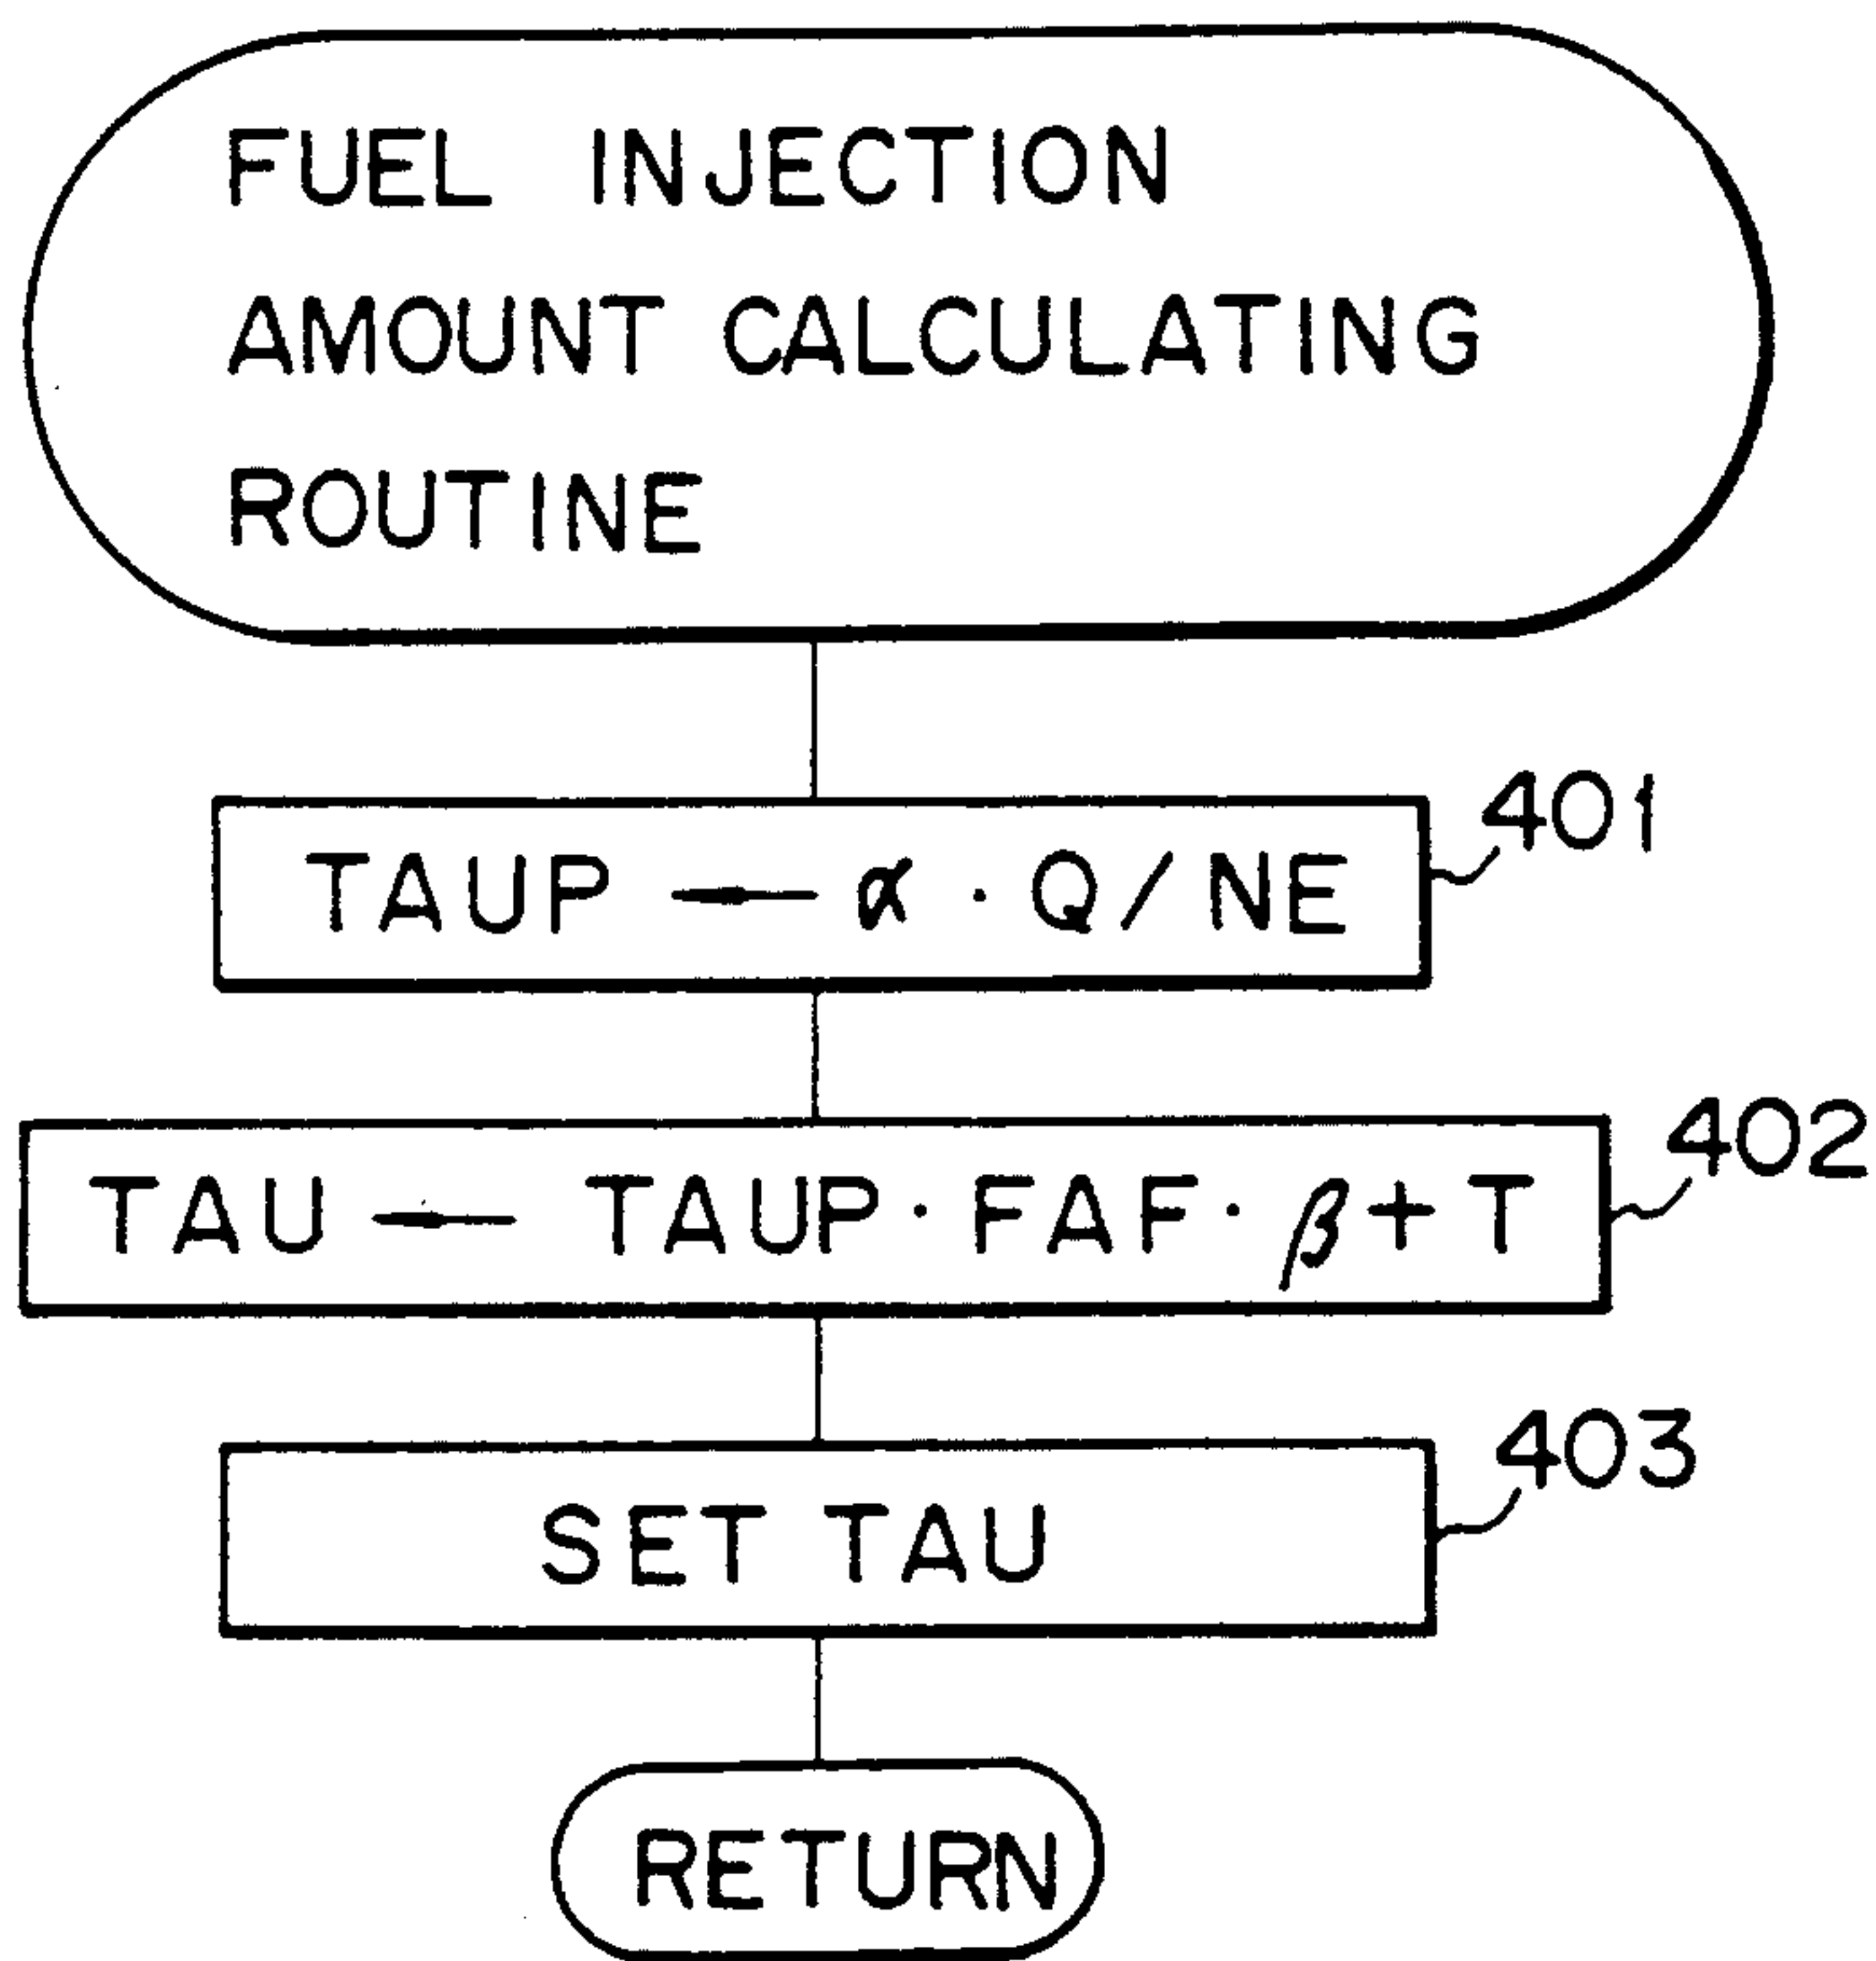 FUEL INJECTION
AMOUNT CALCULATING
ROUTINE
401
TAUP ← α · Q / NE
402
TAU ← TAUP · FAF · β + T
403
SET TAU
RETURN